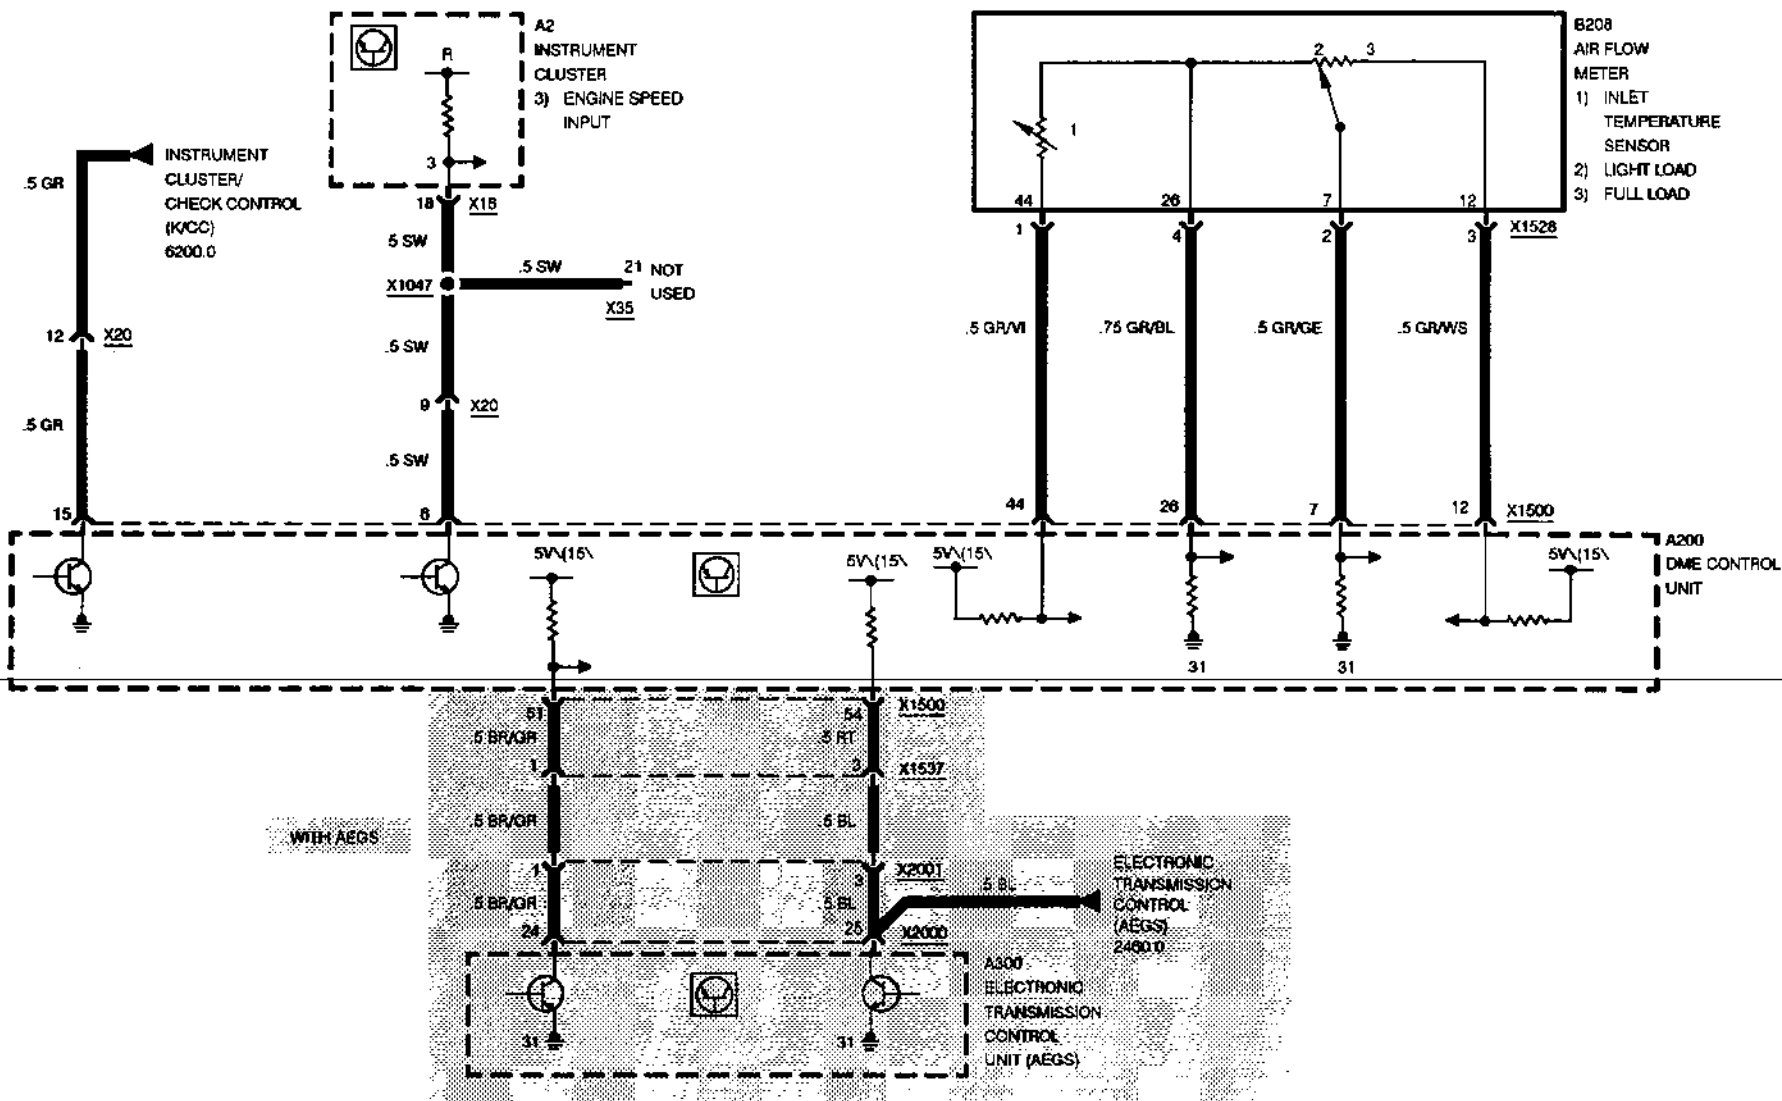 A2
INSTRUMENT
CLUSTER
3) ENGINE SPEED
INPUT
R
3
18 X16
.5 SW
X1047
.5 SW 21 NOT
USED
X35
.5 SW
9 X20
.5 SW
6
INSTRUMENT
CLUSTER/
CHECK CONTROL
(K/CC)
6200.0
.5 GR
12 X20
.5 GR
15
B208
AIR FLOW
METER
1) INLET
TEMPERATURE
SENSOR
2) LIGHT LOAD
3) FULL LOAD
2 3
1
44 26 7 12
1 4 2 3 X1528
.5 GR/VI .75 GR/BL .5 GR/GE .5 GR/WS
44 26 7 12 X1500
A200
DME CONTROL
UNIT
5V\(15\ 5V\(15\ 5V\(15\ 5V\(15\
31 31
51 54 X1500
.5 BR/GR .5 RT
1 3 X1537
.5 BR/GR .5 BL
WITH AEGS
1 3 X2001
.5 BR/GR .5 BL .5 BL
24 25 X2000
ELECTRONIC
TRANSMISSION
CONTROL
(AEGS)
2460.0
A300
ELECTRONIC
TRANSMISSION
CONTROL
UNIT (AEGS)
31 31